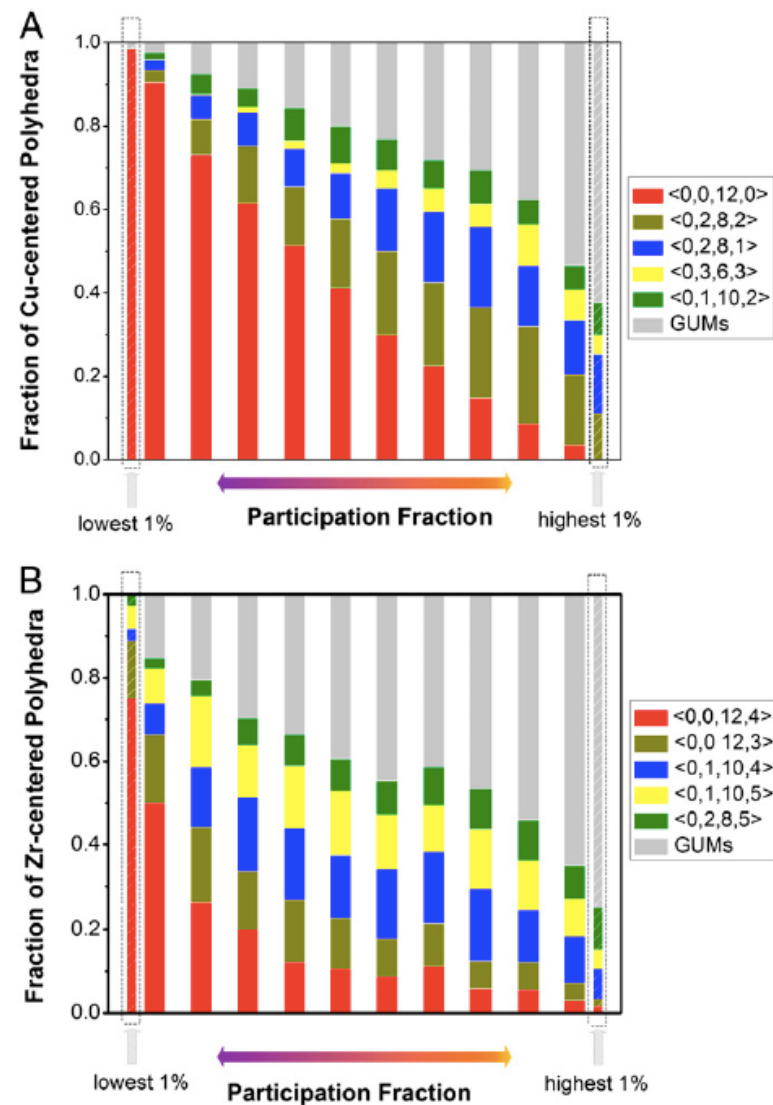 A
Fraction of Cu-centered Polyhedra
1.0
0.8
0.6
0.4
0.2
0.0
<0,0,12,0>
<0,2,8,2>
<0,2,8,1>
<0,3,6,3>
<0,1,10,2>
GUMs
lowest 1%
Participation Fraction
highest 1%
B
Fraction of Zr-centered Polyhedra
1.0
0.8
0.6
0.4
0.2
0.0
<0,0,12,4>
<0,0 12,3>
<0,1,10,4>
<0,1,10,5>
<0,2,8,5>
GUMs
lowest 1%
Participation Fraction
highest 1%